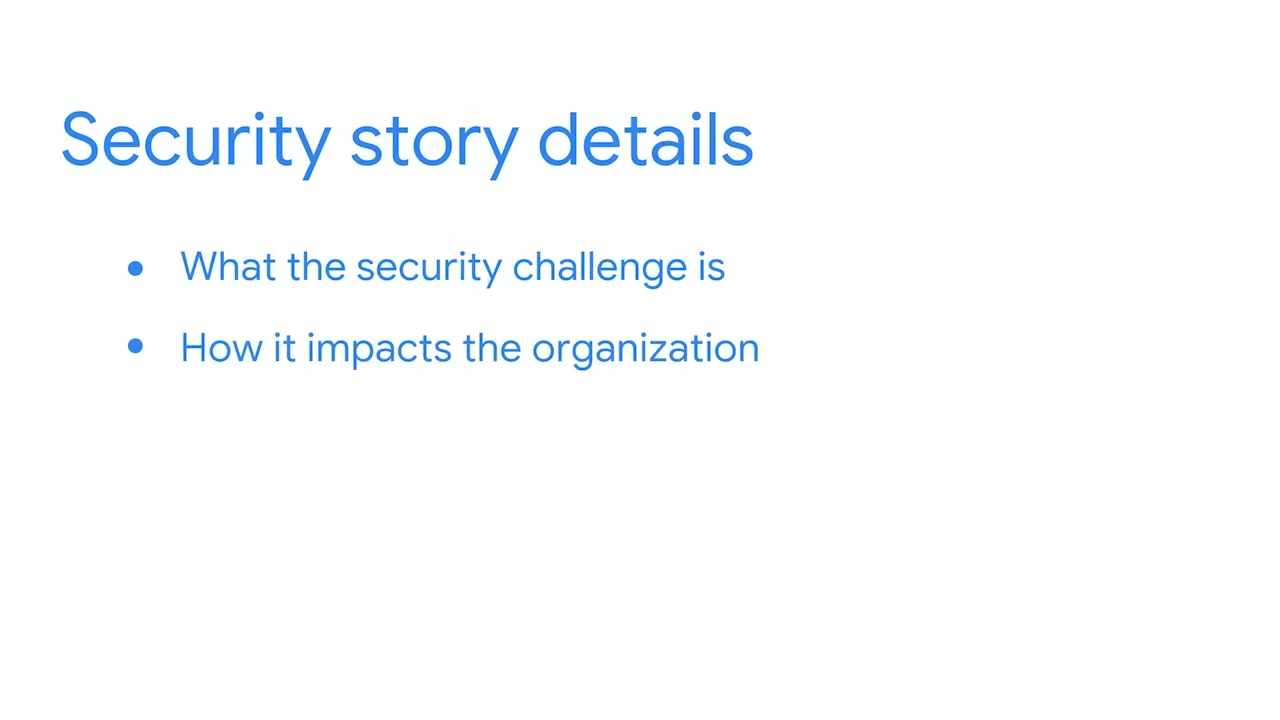 Security story details
• What the security challenge is
• How it impacts the organization